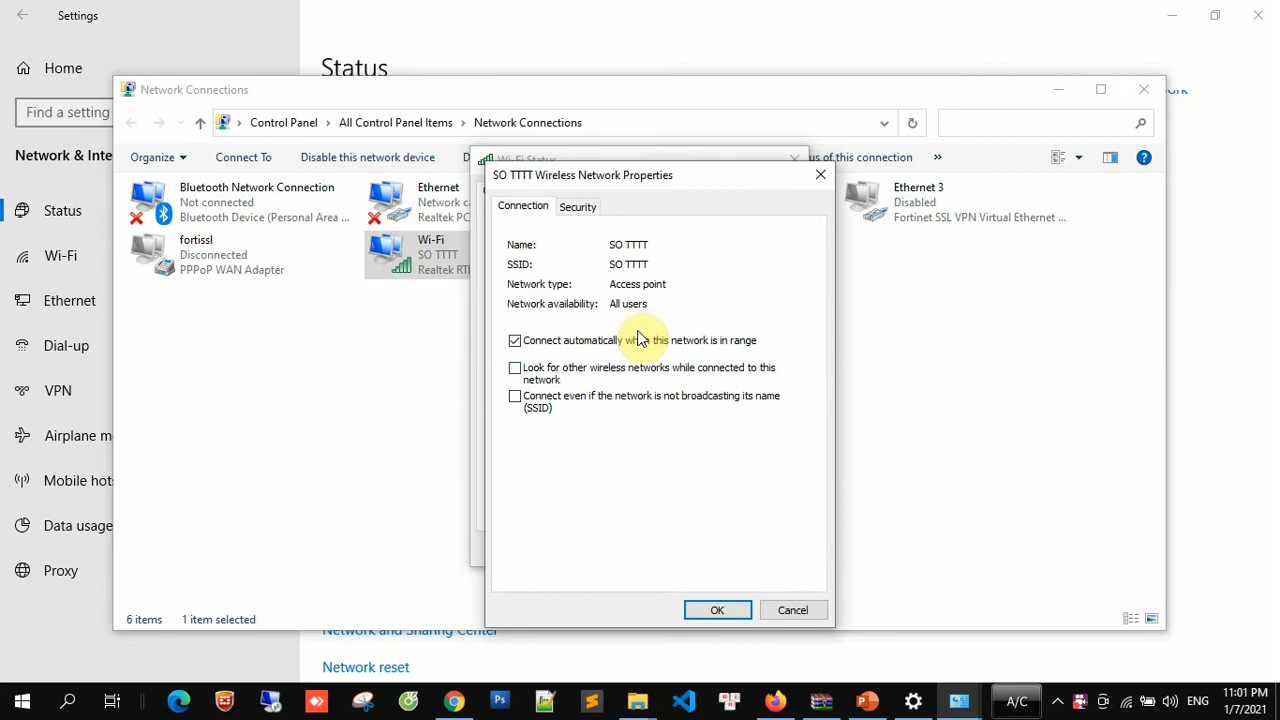 Settings
Home
Find a setting
Network & Inte
Status
Wi-Fi
Ethernet
Dial-up
VPN
Airplane m
Mobile hot
Data usage
Proxy
Status
Network Connections
Control Panel
All Control Panel Items
Network Connections
Organize
Connect To
Disable this network device
D
us of this connection
»
Bluetooth Network Connection
Not connected
Bluetooth Device (Personal Area ...
Ethernet
Network ca
Realtek PC
Ethernet 3
Disabled
Fortinet SSL VPN Virtual Ethernet ...
fortissl
Disconnected
PPPoP WAN Adapter
Wi-Fi
SO TTTT
Realtek RT
Wi-Fi Status
SO TTTT Wireless Network Properties
Connection
Security
Name: SO TTTT
SSID: SO TTTT
Network type: Access point
Network availability: All users
Connect automatically when this network is in range
Look for other wireless networks while connected to this
network
Connect even if the network is not broadcasting its name
(SSID)
OK
Cancel
6 items
1 item selected
Network and Sharing Center
Network reset
A/C
ENG
11:01 PM
1/7/2021